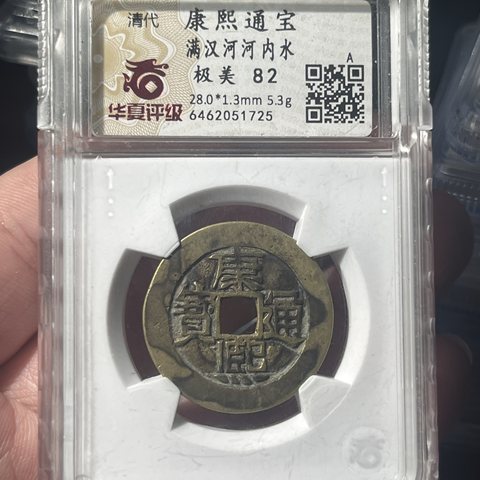 清代
康熙通宝
满汉河河内水
极美 82
华夏评级
28.0*1.3mm 5.3g
6462051725
A
康熙通寳